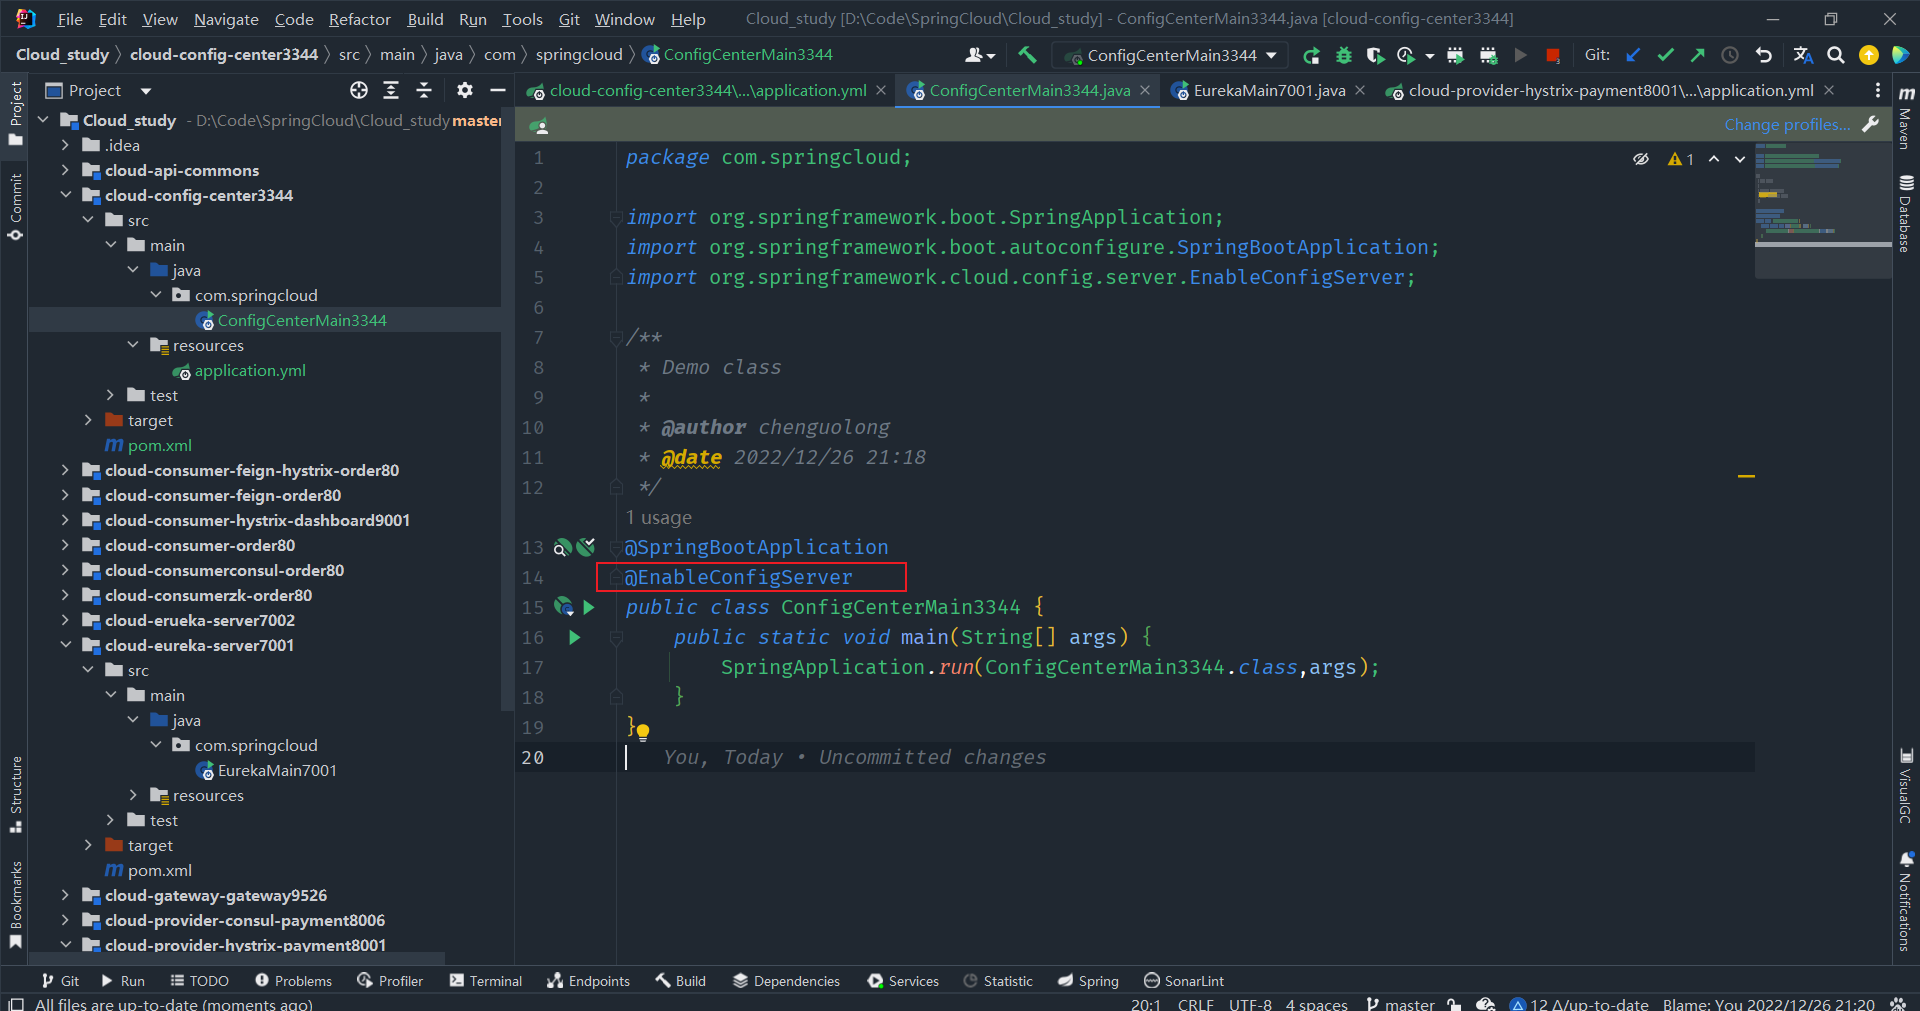 File Edit View Navigate Code Refactor Build Run Tools Git Window Help Cloud_study [D:\Code\SpringCloud\Cloud_study] - ConfigCenterMain3344.java [cloud-config-center3344]
Cloud_study cloud-config-center3344 src main java com springcloud ConfigCenterMain3344 ConfigCenterMain3344 Git:
Project
cloud-config-center3344\...\application.yml ConfigCenterMain3344.java EurekaMain7001.java cloud-provider-hystrix-payment8001\...\application.yml
Change profiles...
Project
Commit
Structure
Bookmarks
Cloud_study - D:\Code\SpringCloud\Cloud_study master
.idea
cloud-api-commons
cloud-config-center3344
src
main
java
com.springcloud
ConfigCenterMain3344
resources
application.yml
test
target
pom.xml
cloud-consumer-feign-hystrix-order80
cloud-consumer-feign-order80
cloud-consumer-hystrix-dashboard9001
cloud-consumer-order80
cloud-consumerconsul-order80
cloud-consumerzk-order80
cloud-erueka-server7002
cloud-eureka-server7001
src
main
java
com.springcloud
EurekaMain7001
resources
test
target
pom.xml
cloud-gateway-gateway9526
cloud-provider-consul-payment8006
cloud-provider-hystrix-payment8001
1 package com.springcloud;
2
3 import org.springframework.boot.SpringApplication;
4 import org.springframework.boot.autoconfigure.SpringBootApplication;
5 import org.springframework.cloud.config.server.EnableConfigServer;
6
7 /**
8 * Demo class
9 *
10 * @author chenguolong
11 * @date 2022/12/26 21:18
12 */
1 usage
13 @SpringBootApplication
14 @EnableConfigServer
15 public class ConfigCenterMain3344 {
16 public static void main(String[] args) {
17 SpringApplication.run(ConfigCenterMain3344.class,args);
18 }
19 }
20 You, Today • Uncommitted changes
1
Maven
Database
VisualGC
Notifications
Git Run TODO Problems Profiler Terminal Endpoints Build Dependencies Services Statistic Spring SonarLint
All files are up-to-date (moments ago) 20:1 CRLF UTF-8 4 spaces master 12 Δ/up-to-date Blame: You 2022/12/26 21:20